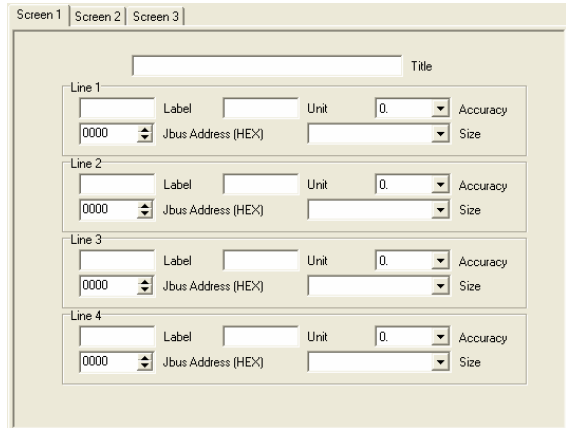 Screen 1 Screen 2 Screen 3
Title
Line 1
Label Unit 0. Accuracy
0000 Jbus Address (HEX) Size
Line 2
Label Unit 0. Accuracy
0000 Jbus Address (HEX) Size
Line 3
Label Unit 0. Accuracy
0000 Jbus Address (HEX) Size
Line 4
Label Unit 0. Accuracy
0000 Jbus Address (HEX) Size